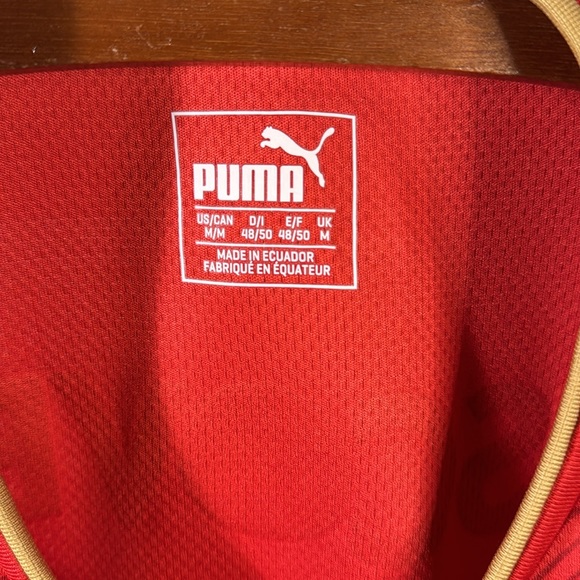 PUMA
US/CAN D/I E/F UK
M/M 48/50 48/50 M
MADE IN ECUADOR
FABRIQUÉ EN ÉQUATEUR